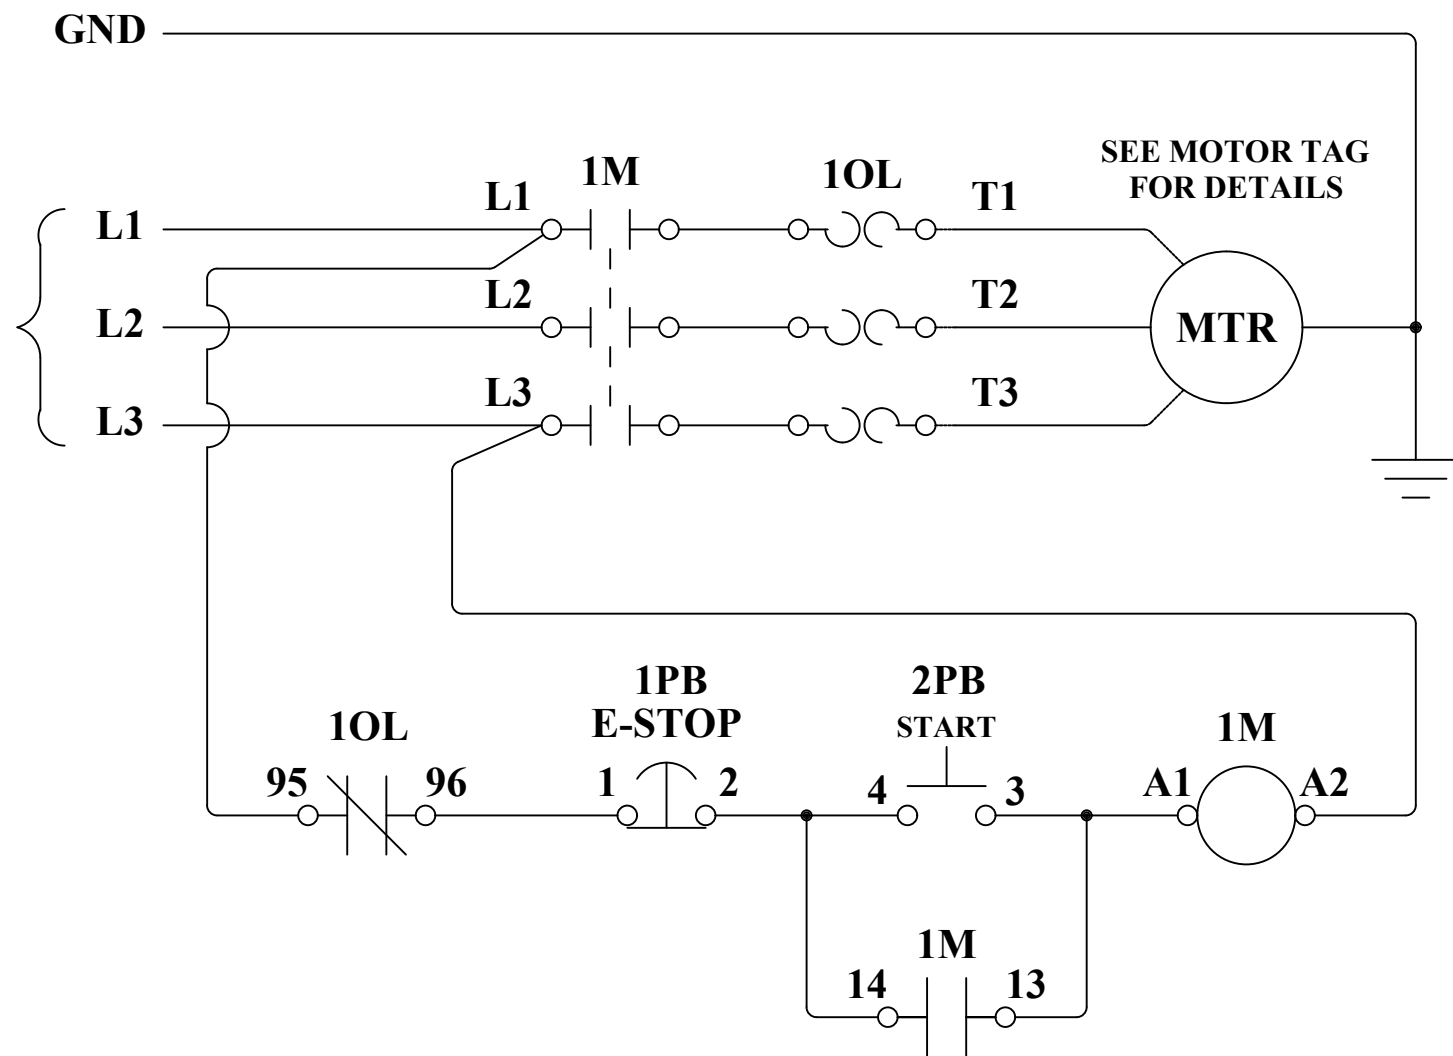 GND
SEE MOTOR TAG
FOR DETAILS
1M
1OL
L1
L1
T1
L2
L2
T2
MTR
L3
L3
T3
1PB
E-STOP
2PB
START
1OL
1M
95
96
1
2
4
3
A1
A2
1M
14
13